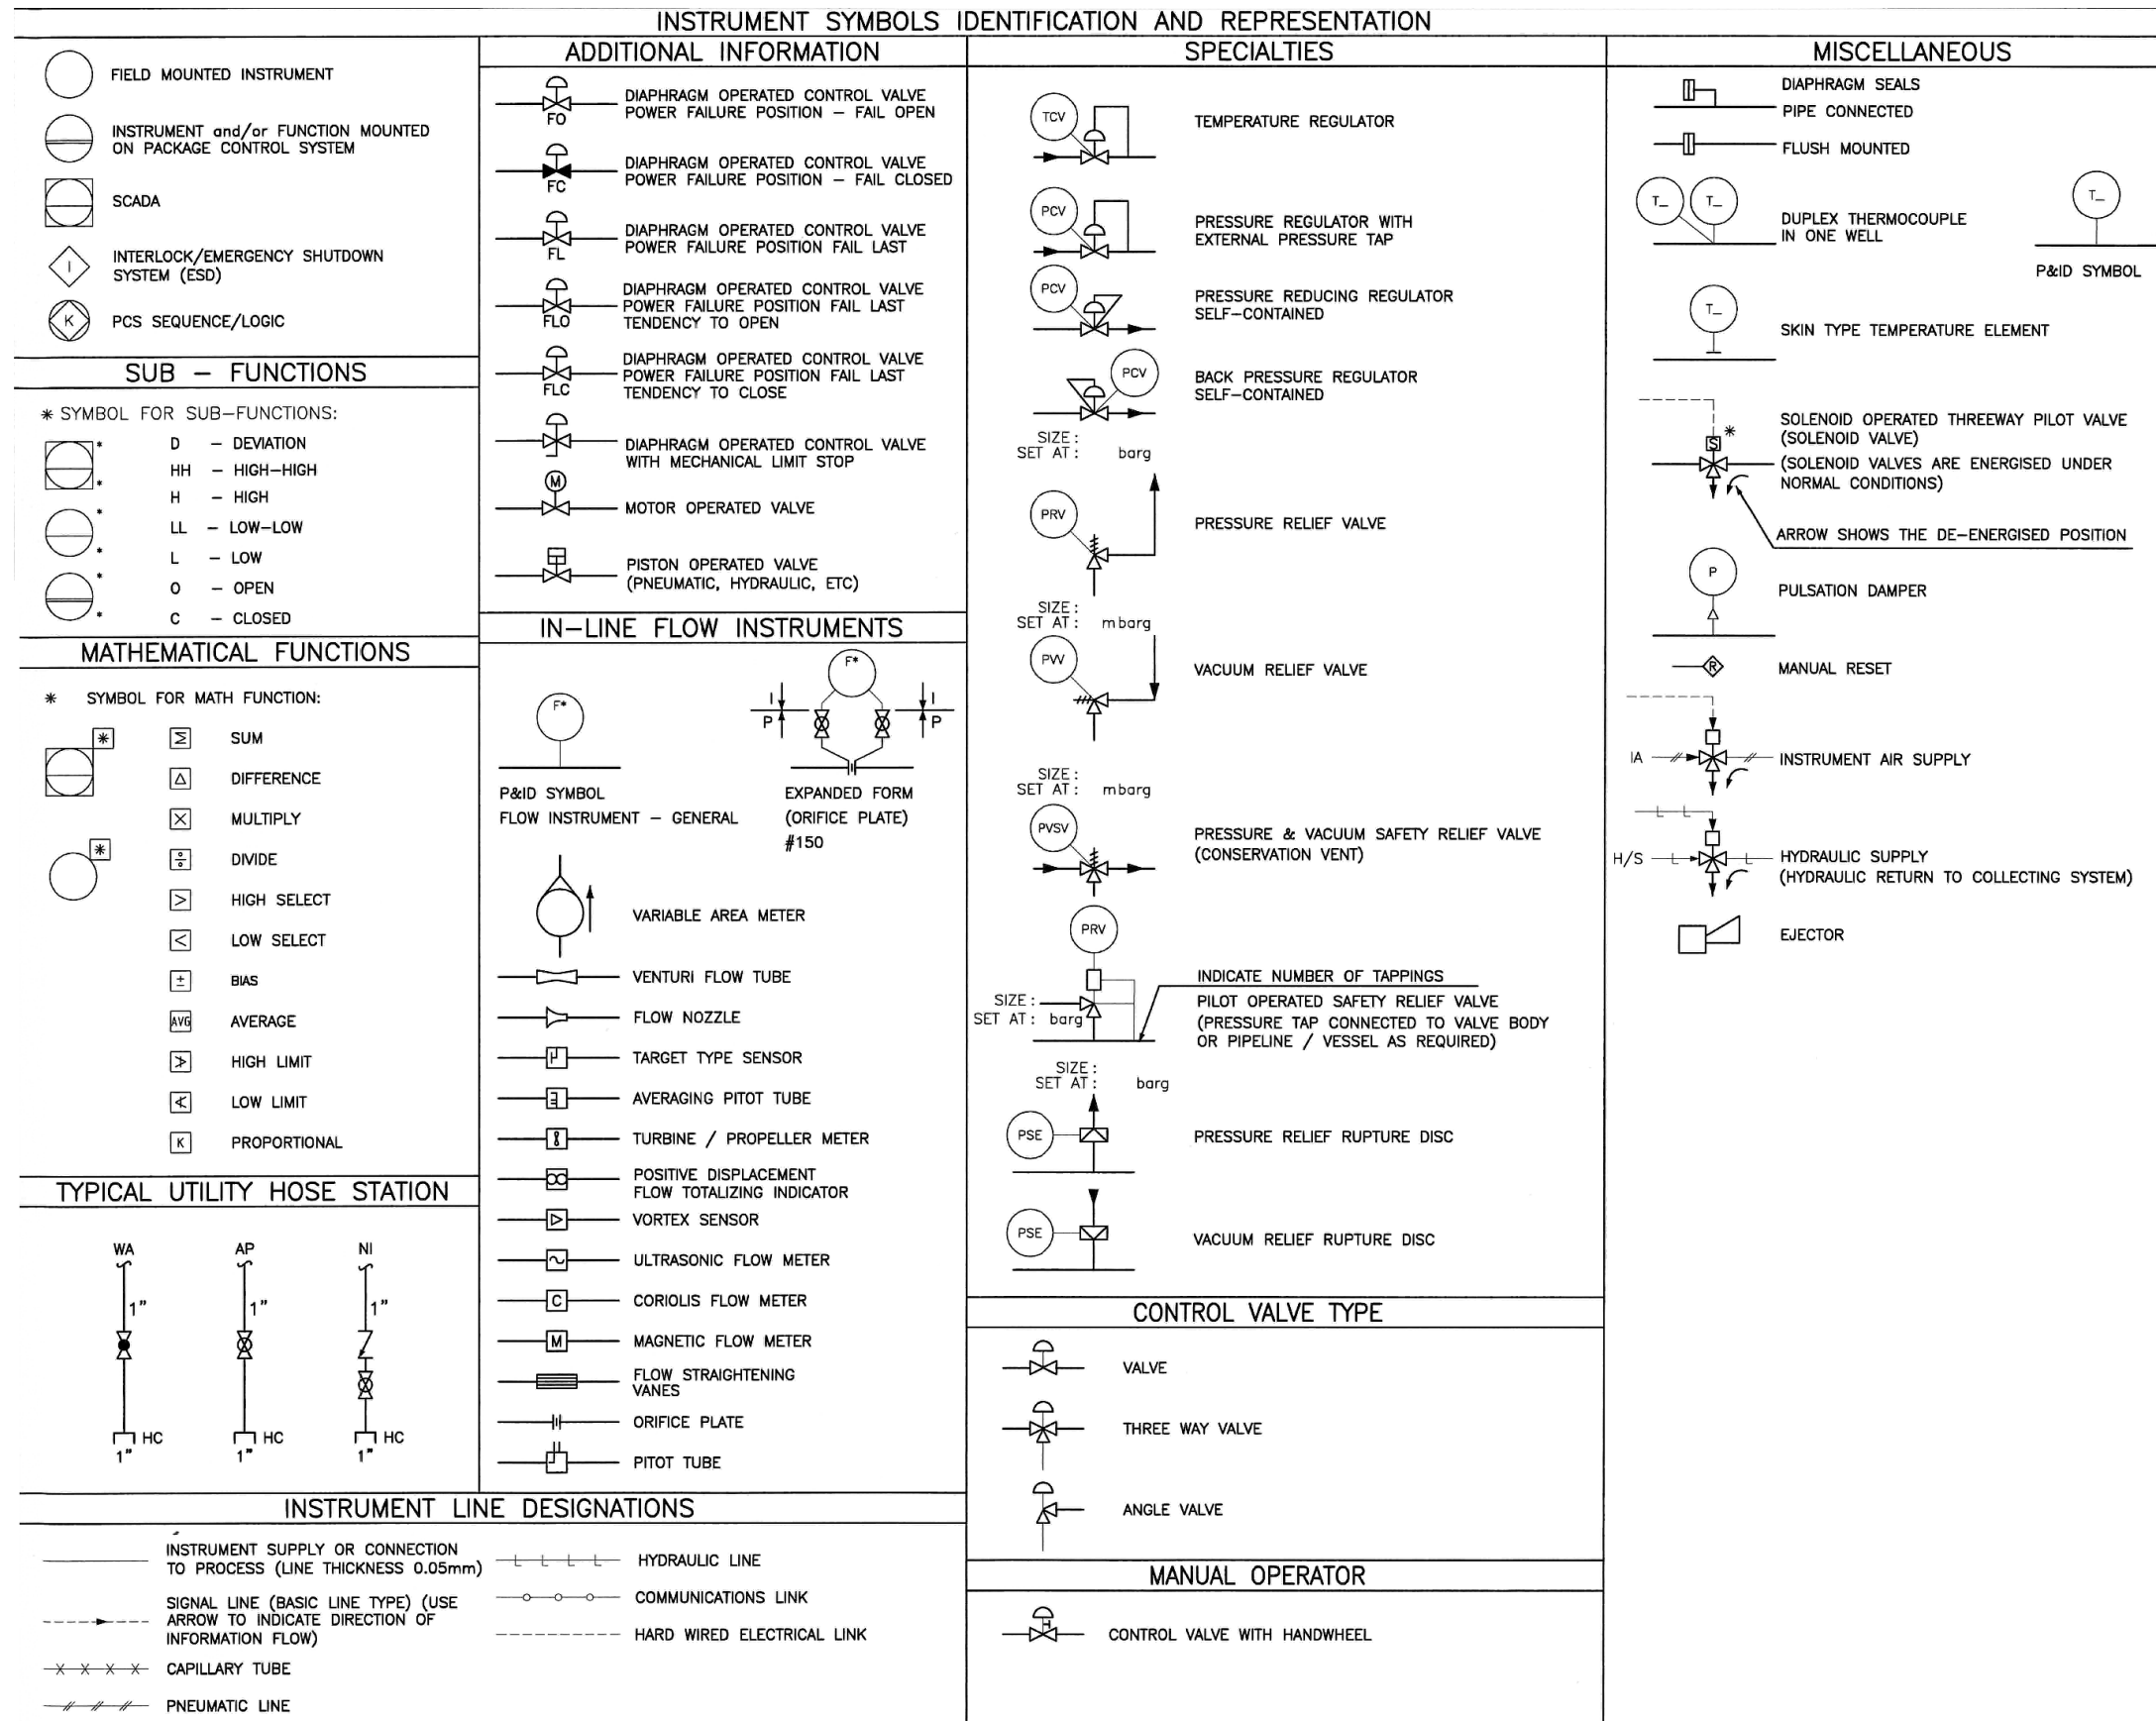 INSTRUMENT SYMBOLS IDENTIFICATION AND REPRESENTATION
FIELD MOUNTED INSTRUMENT
INSTRUMENT and/or FUNCTION MOUNTED
ON PACKAGE CONTROL SYSTEM
SCADA
I
INTERLOCK/EMERGENCY SHUTDOWN
SYSTEM (ESD)
K
PCS SEQUENCE/LOGIC
SUB – FUNCTIONS
* SYMBOL FOR SUB-FUNCTIONS:
*
*
*
*
*
*
D – DEVIATION
HH – HIGH-HIGH
H – HIGH
LL – LOW-LOW
L – LOW
O – OPEN
C – CLOSED
MATHEMATICAL FUNCTIONS
* SYMBOL FOR MATH FUNCTION:
*
*
Σ SUM
△ DIFFERENCE
X MULTIPLY
÷ DIVIDE
> HIGH SELECT
< LOW SELECT
± BIAS
AVG AVERAGE
HIGH LIMIT
LOW LIMIT
K PROPORTIONAL
TYPICAL UTILITY HOSE STATION
WA AP NI
1" 1" 1"
HC HC HC
1" 1" 1"
ADDITIONAL INFORMATION
FO
DIAPHRAGM OPERATED CONTROL VALVE
POWER FAILURE POSITION – FAIL OPEN
FC
DIAPHRAGM OPERATED CONTROL VALVE
POWER FAILURE POSITION – FAIL CLOSED
FL
DIAPHRAGM OPERATED CONTROL VALVE
POWER FAILURE POSITION FAIL LAST
FLO
DIAPHRAGM OPERATED CONTROL VALVE
POWER FAILURE POSITION FAIL LAST
TENDENCY TO OPEN
FLC
DIAPHRAGM OPERATED CONTROL VALVE
POWER FAILURE POSITION FAIL LAST
TENDENCY TO CLOSE
DIAPHRAGM OPERATED CONTROL VALVE
WITH MECHANICAL LIMIT STOP
M
MOTOR OPERATED VALVE
PISTON OPERATED VALVE
(PNEUMATIC, HYDRAULIC, ETC)
IN-LINE FLOW INSTRUMENTS
F*
F*
I I
P P
P&ID SYMBOL
FLOW INSTRUMENT – GENERAL
EXPANDED FORM
(ORIFICE PLATE)
#150
VARIABLE AREA METER
VENTURI FLOW TUBE
FLOW NOZZLE
TARGET TYPE SENSOR
AVERAGING PITOT TUBE
TURBINE / PROPELLER METER
POSITIVE DISPLACEMENT
FLOW TOTALIZING INDICATOR
VORTEX SENSOR
ULTRASONIC FLOW METER
C CORIOLIS FLOW METER
M MAGNETIC FLOW METER
FLOW STRAIGHTENING
VANES
ORIFICE PLATE
PITOT TUBE
INSTRUMENT LINE DESIGNATIONS
INSTRUMENT SUPPLY OR CONNECTION
TO PROCESS (LINE THICKNESS 0.05mm)
SIGNAL LINE (BASIC LINE TYPE) (USE
ARROW TO INDICATE DIRECTION OF
INFORMATION FLOW)
X X X X CAPILLARY TUBE
PNEUMATIC LINE
L L L L HYDRAULIC LINE
COMMUNICATIONS LINK
HARD WIRED ELECTRICAL LINK
SPECIALTIES
TCV
TEMPERATURE REGULATOR
PCV
PRESSURE REGULATOR WITH
EXTERNAL PRESSURE TAP
PCV
PRESSURE REDUCING REGULATOR
SELF-CONTAINED
PCV
BACK PRESSURE REGULATOR
SELF-CONTAINED
SIZE:
SET AT: barg
PRV
PRESSURE RELIEF VALVE
SIZE:
SET AT: mbarg
PVV
VACUUM RELIEF VALVE
SIZE:
SET AT: mbarg
PVSV
PRESSURE & VACUUM SAFETY RELIEF VALVE
(CONSERVATION VENT)
PRV
INDICATE NUMBER OF TAPPINGS
SIZE:
SET AT: barg
PILOT OPERATED SAFETY RELIEF VALVE
(PRESSURE TAP CONNECTED TO VALVE BODY
OR PIPELINE / VESSEL AS REQUIRED)
SIZE:
SET AT: barg
PSE
PRESSURE RELIEF RUPTURE DISC
PSE
VACUUM RELIEF RUPTURE DISC
CONTROL VALVE TYPE
VALVE
THREE WAY VALVE
ANGLE VALVE
MANUAL OPERATOR
H
CONTROL VALVE WITH HANDWHEEL
MISCELLANEOUS
DIAPHRAGM SEALS
PIPE CONNECTED
FLUSH MOUNTED
T_ T_
DUPLEX THERMOCOUPLE
IN ONE WELL
T_
P&ID SYMBOL
T_
SKIN TYPE TEMPERATURE ELEMENT
S *
SOLENOID OPERATED THREEWAY PILOT VALVE
(SOLENOID VALVE)
(SOLENOID VALVES ARE ENERGISED UNDER
NORMAL CONDITIONS)
ARROW SHOWS THE DE-ENERGISED POSITION
P
PULSATION DAMPER
R
MANUAL RESET
IA
INSTRUMENT AIR SUPPLY
L L
H/S L L
HYDRAULIC SUPPLY
(HYDRAULIC RETURN TO COLLECTING SYSTEM)
EJECTOR